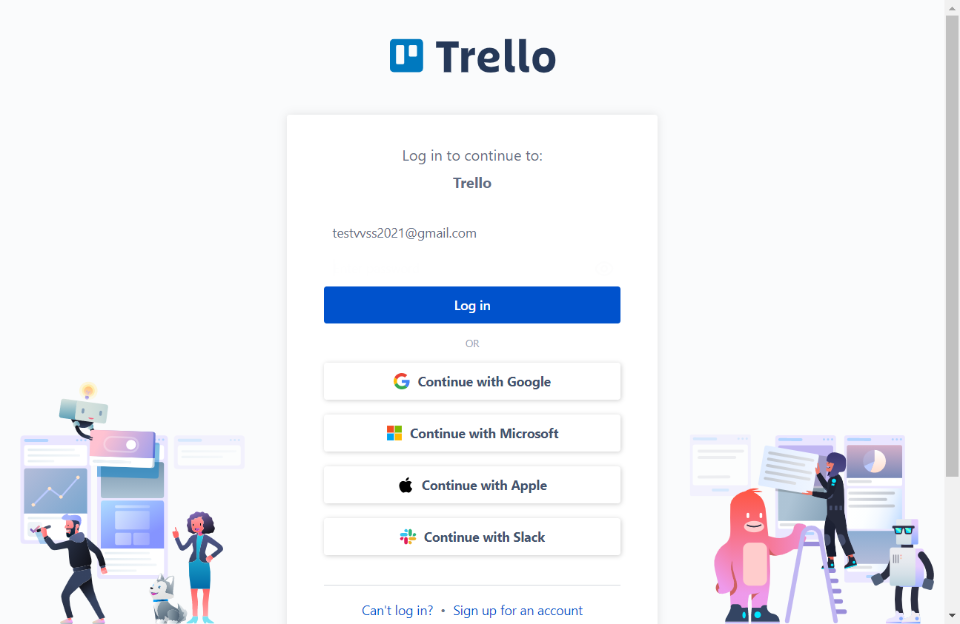 Trello
Log in to continue to:
Trello
testvvss2021@gmail.com
Log in
OR
Continue with Google
Continue with Microsoft
Continue with Apple
Continue with Slack
Can't log in? • Sign up for an account